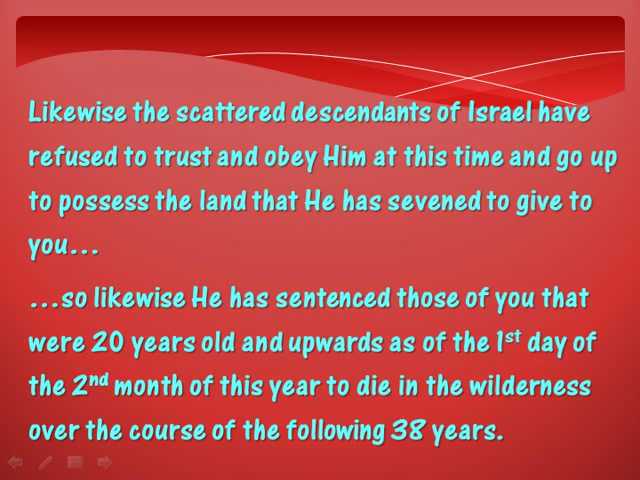 Likewise the scattered descendants of Israel have
refused to trust and obey Him at this time and go up
to possess the land that He has sevened to give to
you...
...so likewise He has sentenced those of you that
were 20 years old and upwards as of the 1st day of
the 2nd month of this year to die in the wilderness
over the course of the following 38 years.